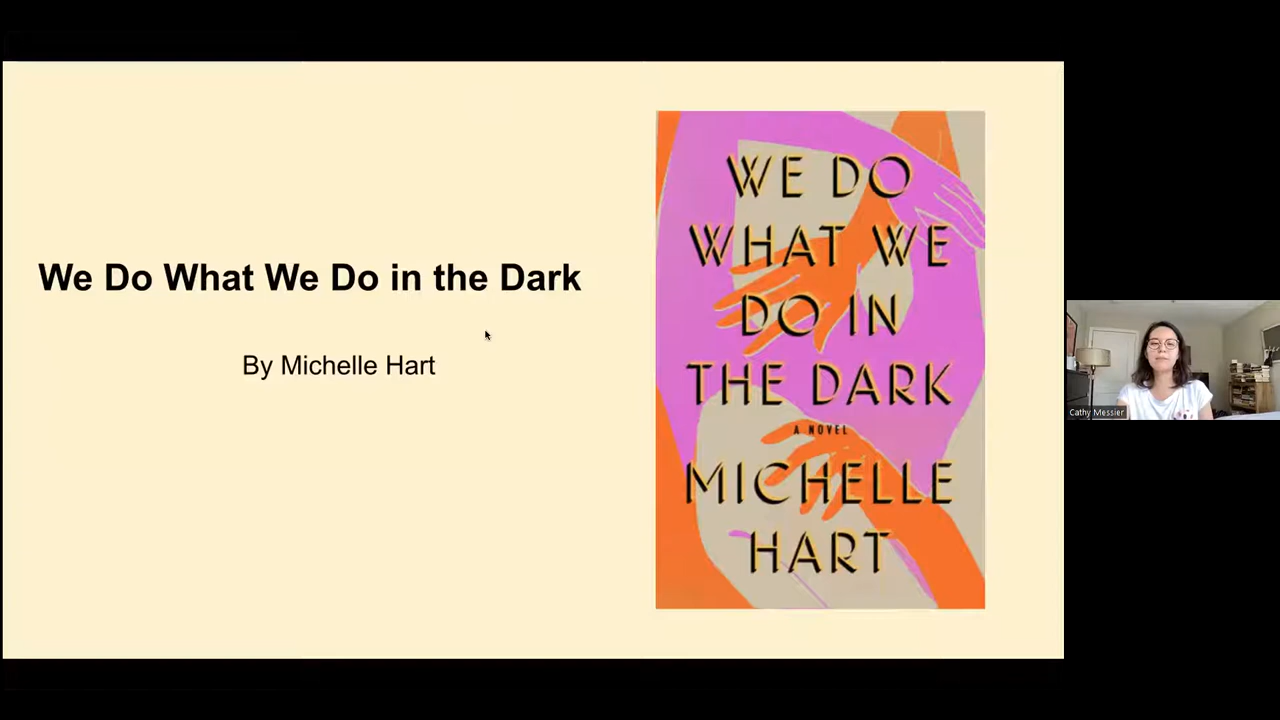 We Do What We Do in the Dark
By Michelle Hart
WE DO
WHAT WE
DO IN
THE DARK
A NOVEL
MICHELLE
HART
Cathy Messier